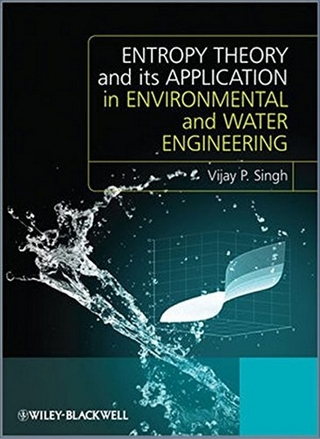 ENTROPY THEORY
and its APPLICATION
in ENVIRONMENTAL
and WATER
ENGINEERING
Vijay P. Singh
WILEY-BLACKWELL